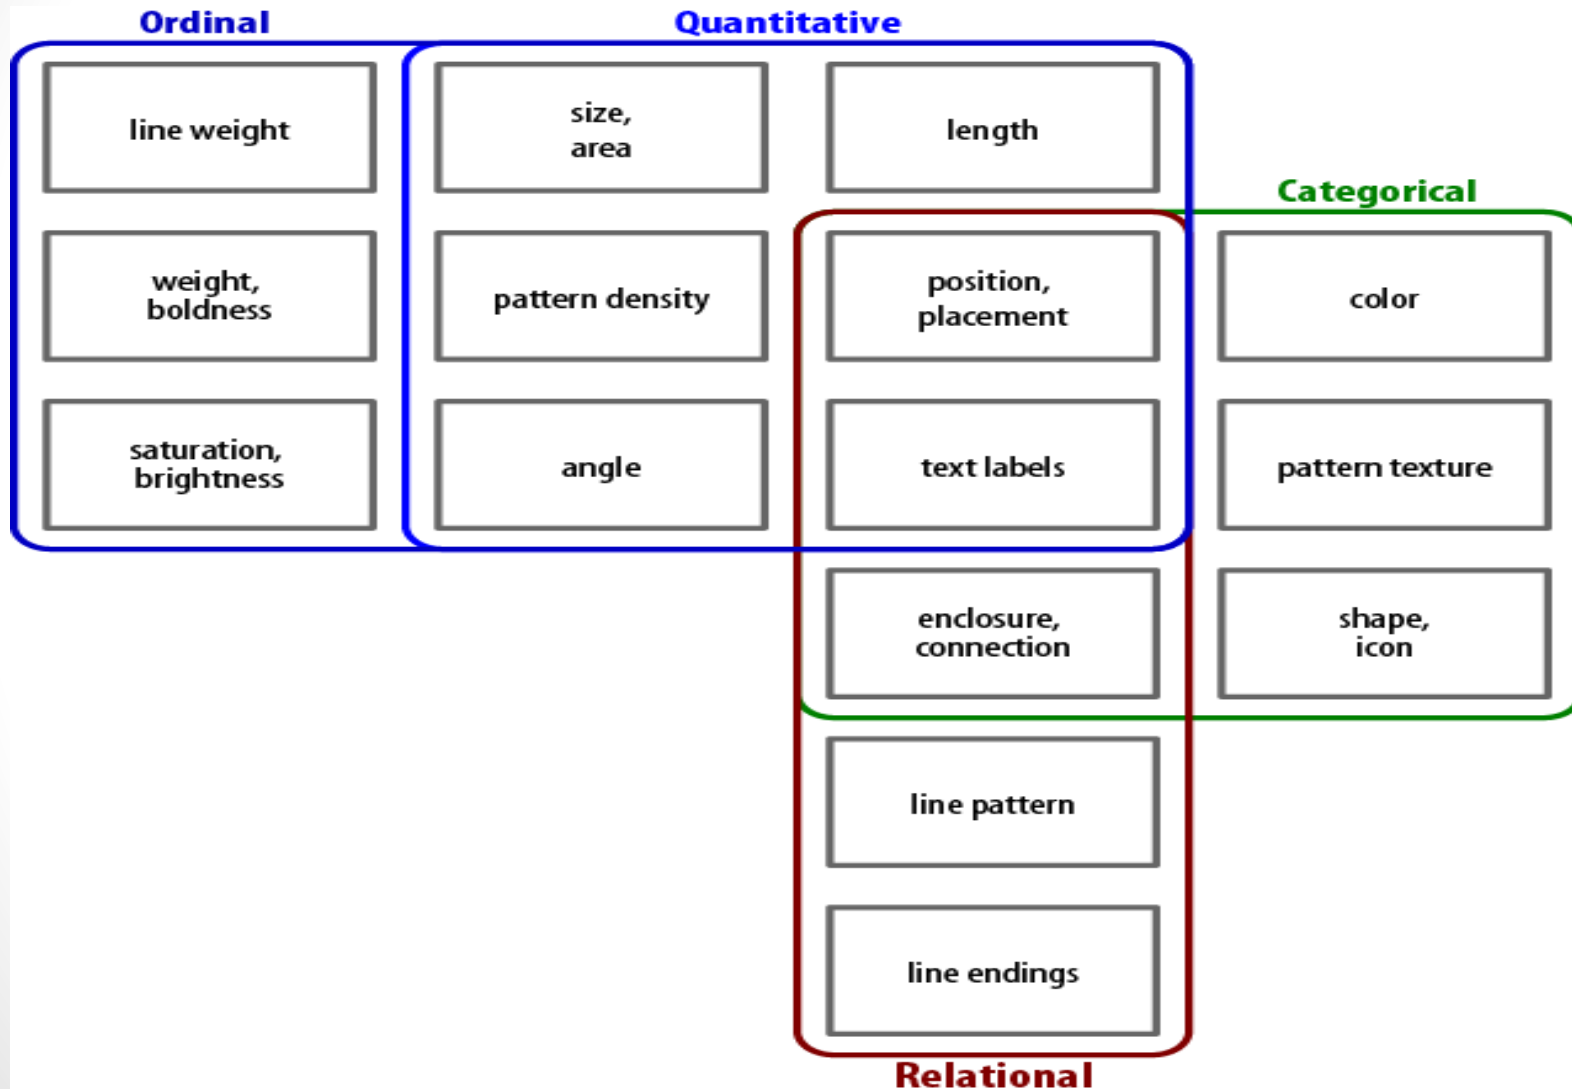 Ordinal
Quantitative
line weight
size,
area
length
Categorical
weight,
boldness
pattern density
position,
placement
color
saturation,
brightness
angle
text labels
pattern texture
enclosure,
connection
shape,
icon
line pattern
line endings
Relational